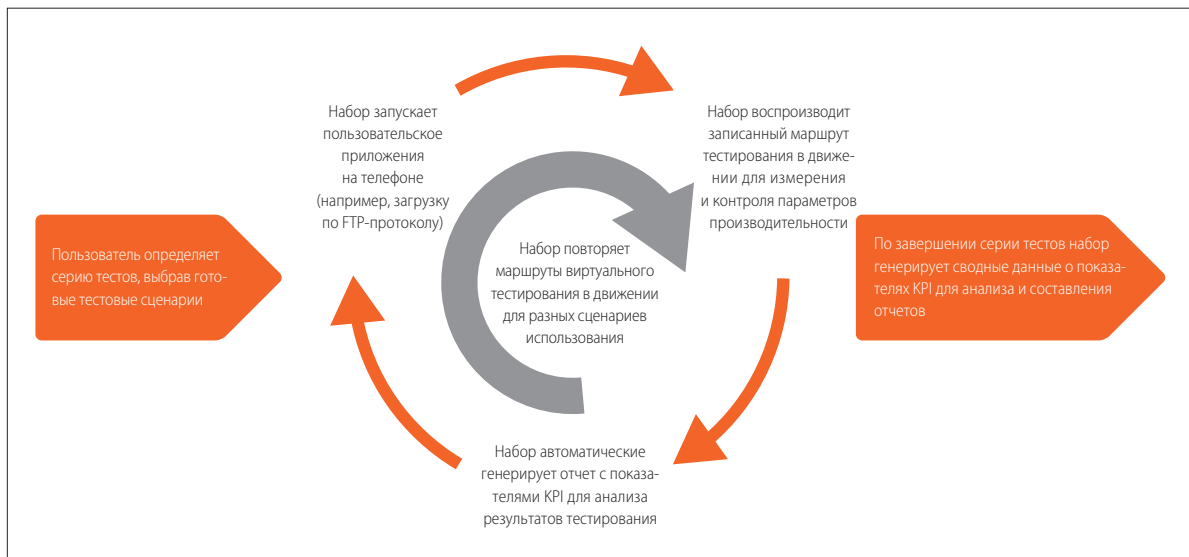 Пользователь определяет
серию тестов, выбрав гото-
вые тестовые сценарии
Набор запускает
пользовательское
приложения
на телефоне
(например, загрузку
по FTP-протоколу)
Набор воспроизводит
записанный маршрут
тестирования в движе-
нии для измерения
и контроля параметров
производительности
Набор повторяет
маршруты виртуального
тестирования в движении
для разных сценариев
использования
Набор автоматические
генерирует отчет с показа-
телями KPI для анализа
результатов тестирования
По завершении серии тестов набор
генерирует сводные данные о показа-
телях KPI для анализа и составления
отчетов